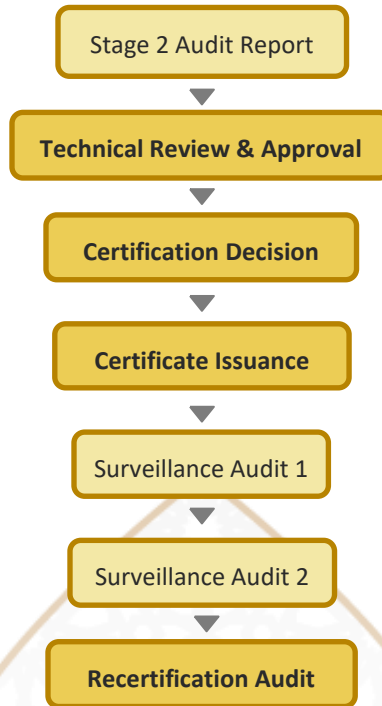 Stage 2 Audit Report
Technical Review & Approval
Certification Decision
Certificate Issuance
Surveillance Audit 1
Surveillance Audit 2
Recertification Audit